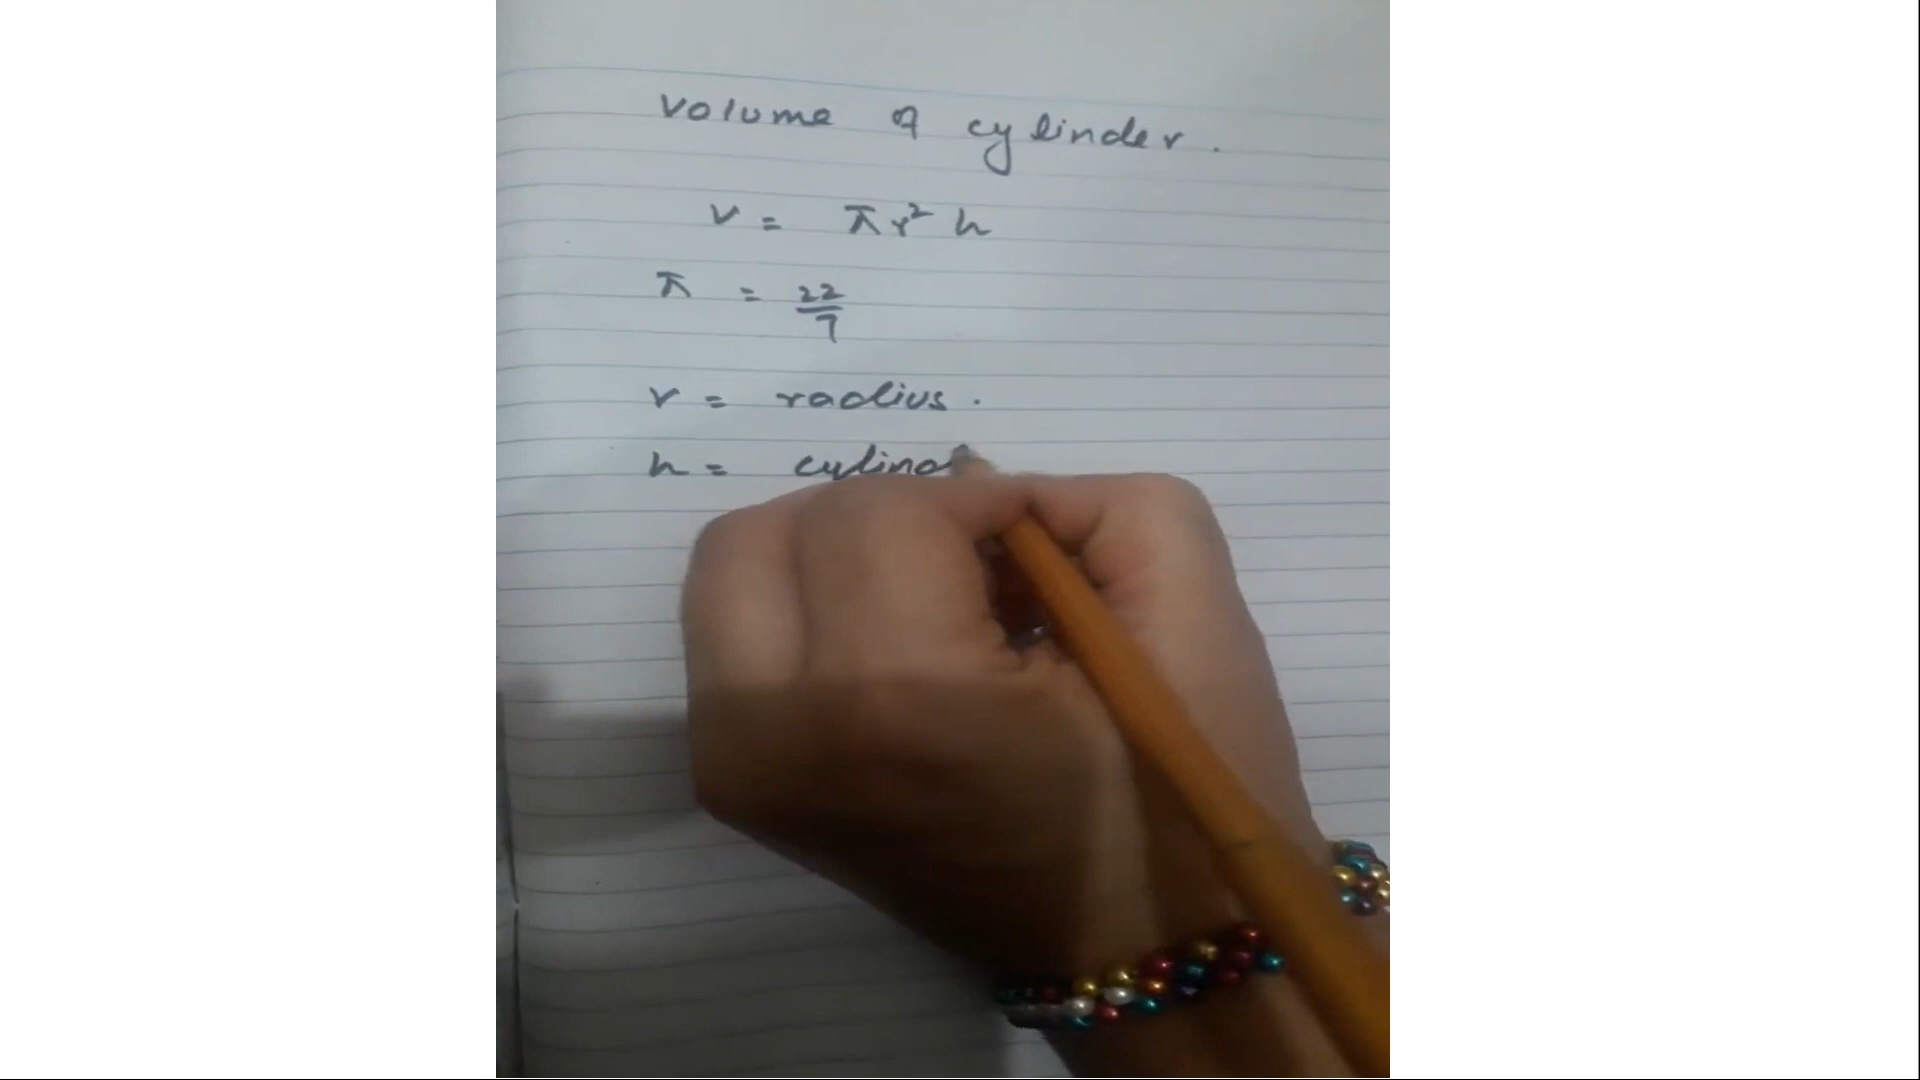 volume of cylinder.
V = πr² h
π = 22/7
r = radius.
h =